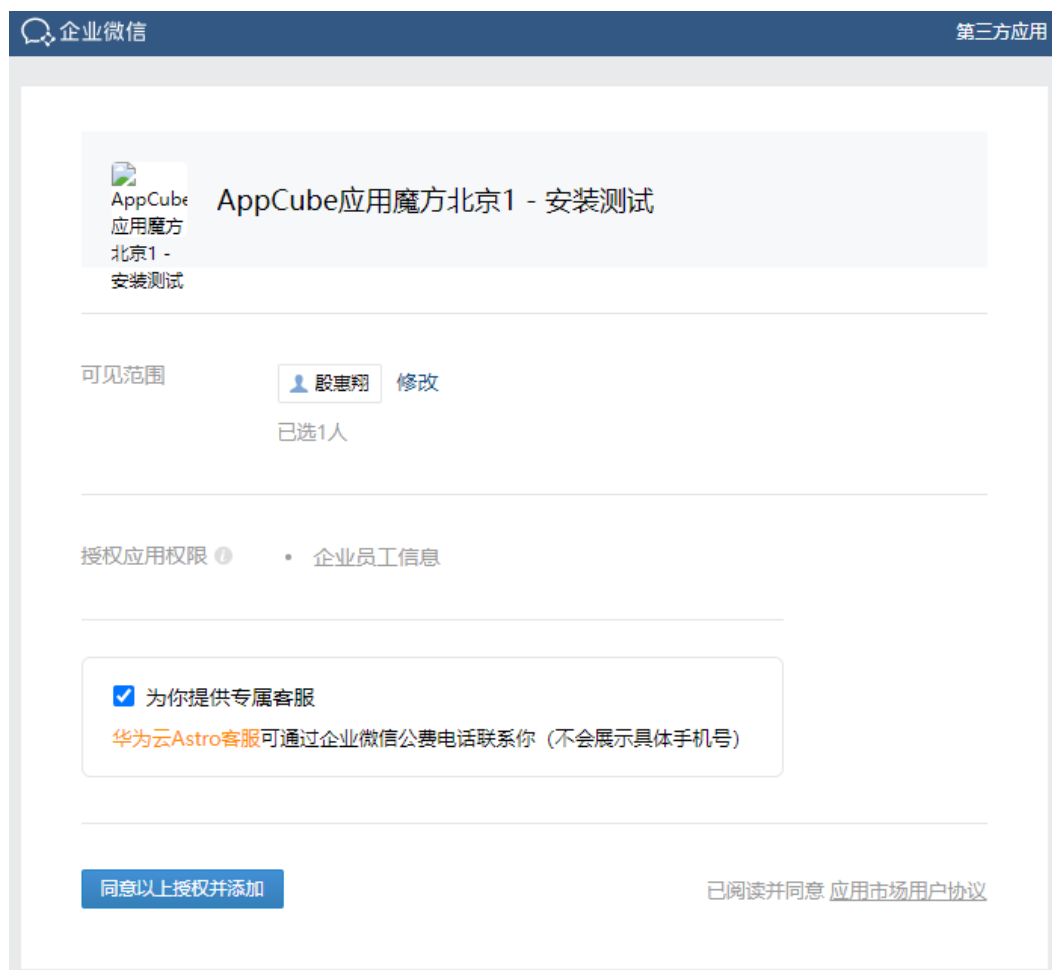 企业微信
第三方应用
AppCube
应用魔方
北京1 -
安装测试
AppCube应用魔方北京1 - 安装测试
可见范围
殷惠翔
修改
已选1人
授权应用权限
• 企业员工信息
为你提供专属客服
华为云Astro客服可通过企业微信公费电话联系你（不会展示具体手机号）
同意以上授权并添加
已阅读并同意 应用市场用户协议